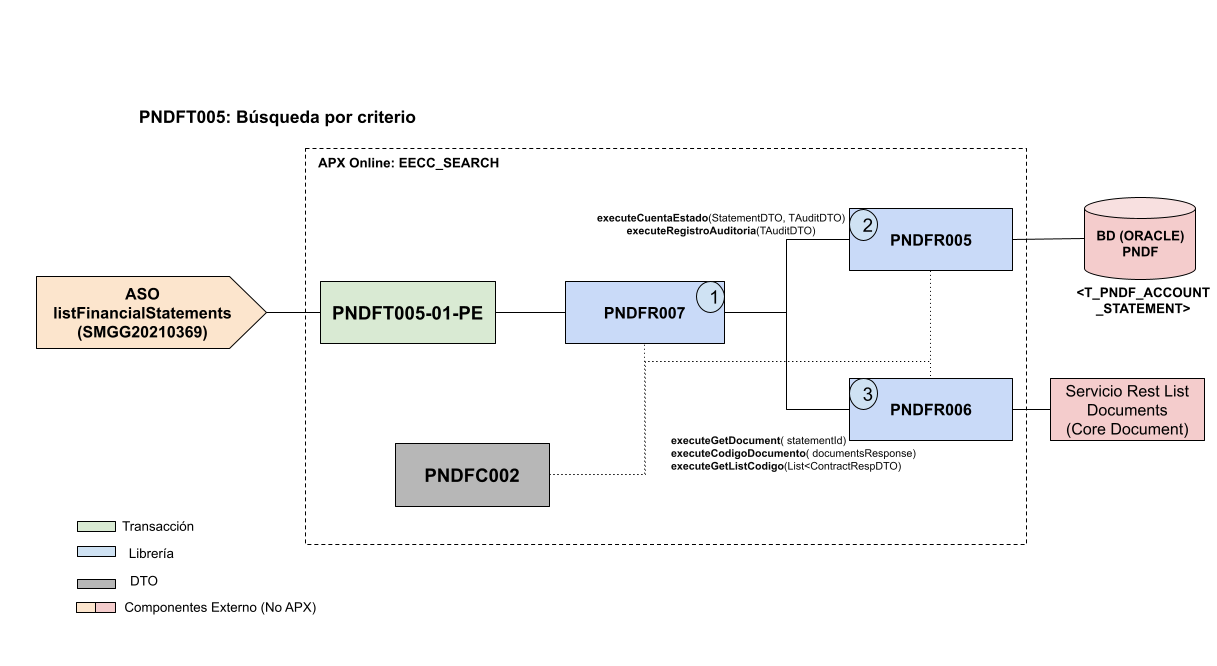 PNDFT005: Búsqueda por criterio
APX Online: EECC_SEARCH
executeCuentaEstado(StatementDTO, TAuditDTO)
executeRegistroAuditoria(TAuditDTO)
2
PNDFR005
BD (ORACLE)
PNDF
<T_PNDF_ACCOUNT
_STATEMENT>
ASO
listFinancialStatements
(SMGG20210369)
PNDFT005-01-PE
PNDFR007
1
3
PNDFR006
Servicio Rest List
Documents
(Core Document)
executeGetDocument( statementId)
executeCodigoDocumento( documentsResponse)
executeGetListCodigo(List<ContractRespDTO)
PNDFC002
Transacción
Librería
DTO
Componentes Externo (No APX)